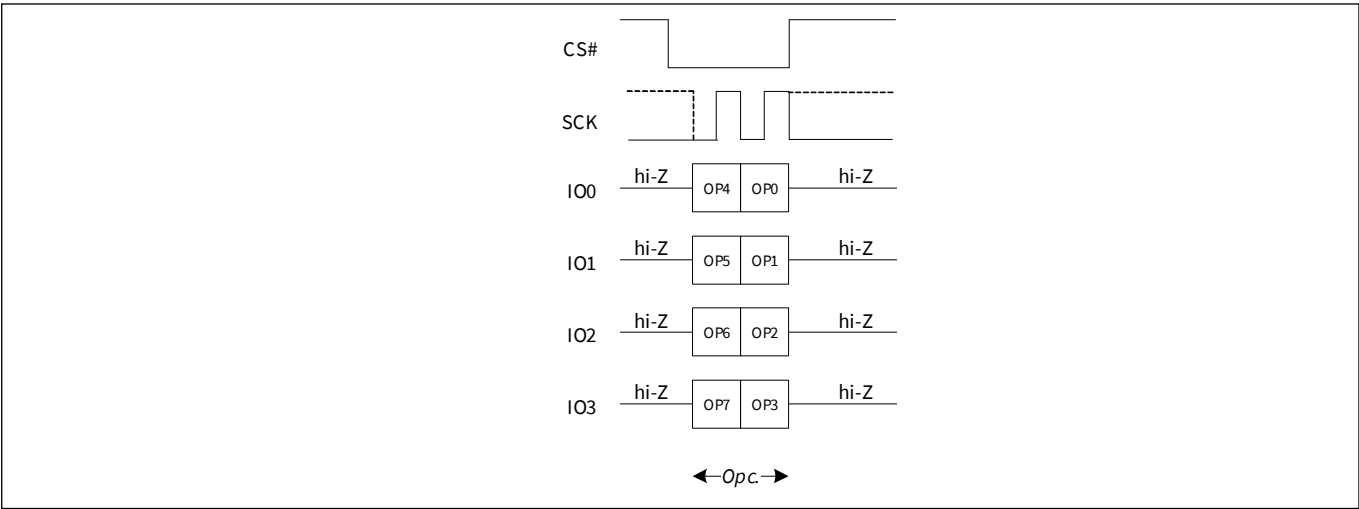 CS#
SCK
hi-Z hi-Z
IO0 OP4 OP0
hi-Z hi-Z
IO1 OP5 OP1
hi-Z hi-Z
IO2 OP6 OP2
hi-Z hi-Z
IO3 OP7 OP3
Opc.